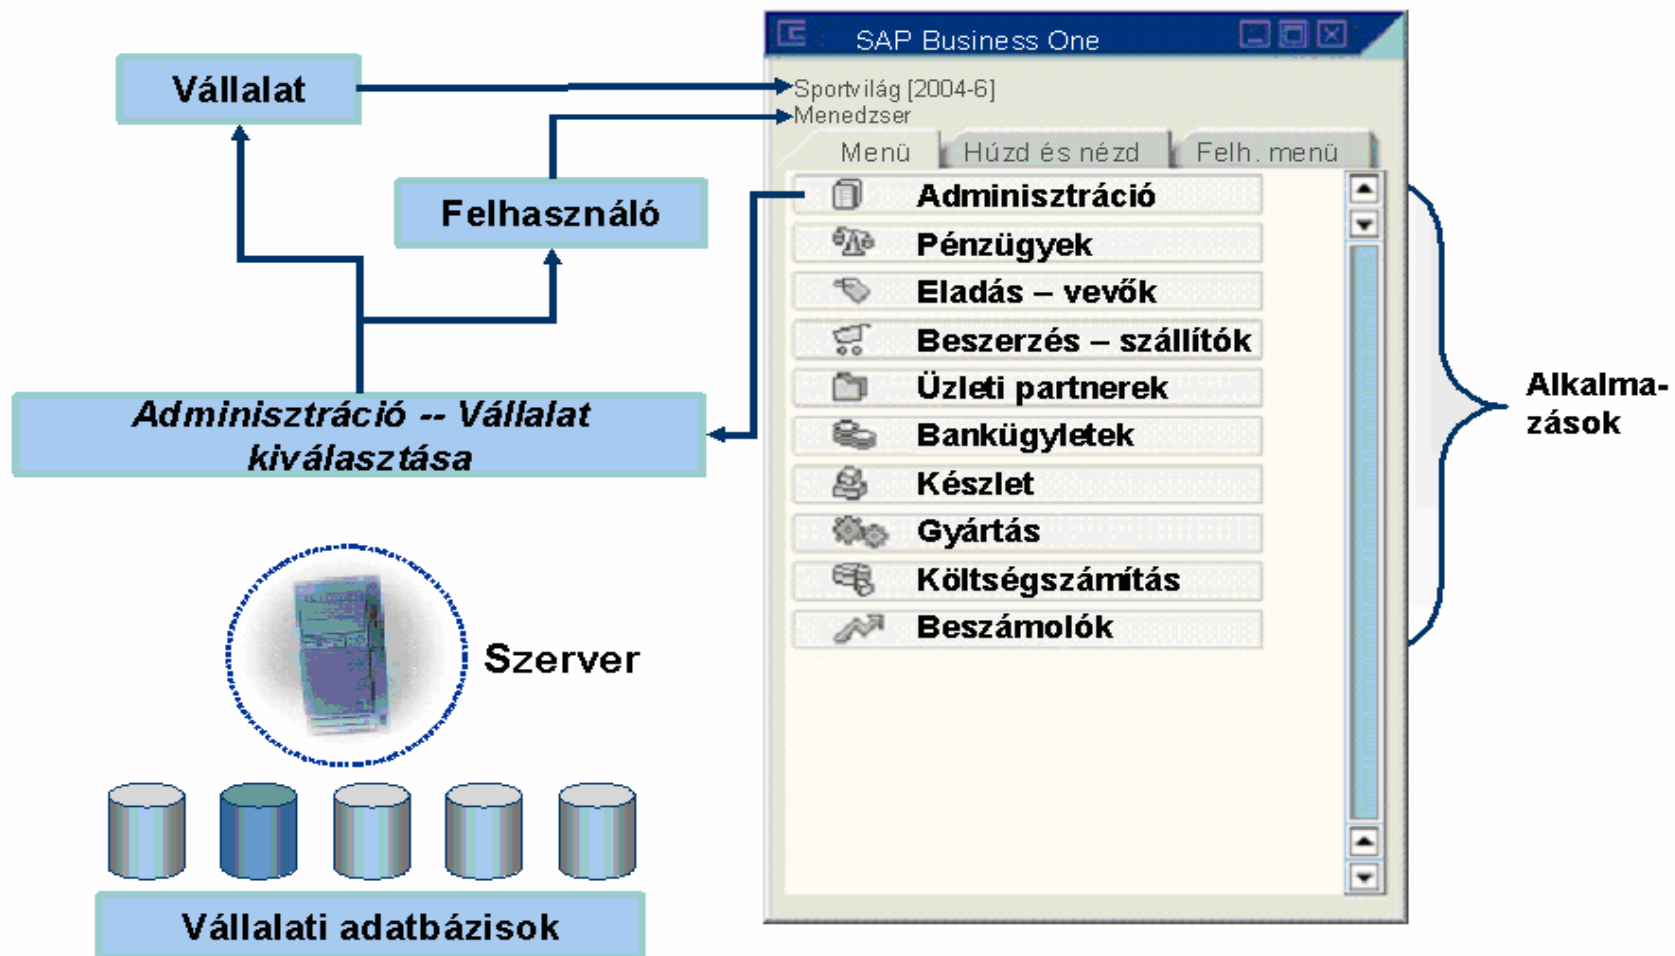 Vállalat
Felhasználó
Adminisztráció -- Vállalat
kiválasztása
Szerver
Vállalati adatbázisok
SAP Business One
Sportvilág [2004-6]
Menedzser
Menü
Húzd és nézd
Felh. menü
Adminisztráció
Pénzügyek
Eladás – vevők
Beszerzés – szállítók
Üzleti partnerek
Bankügyletek
Készlet
Gyártás
Költségszámítás
Beszámolók
Alkalma-
zások